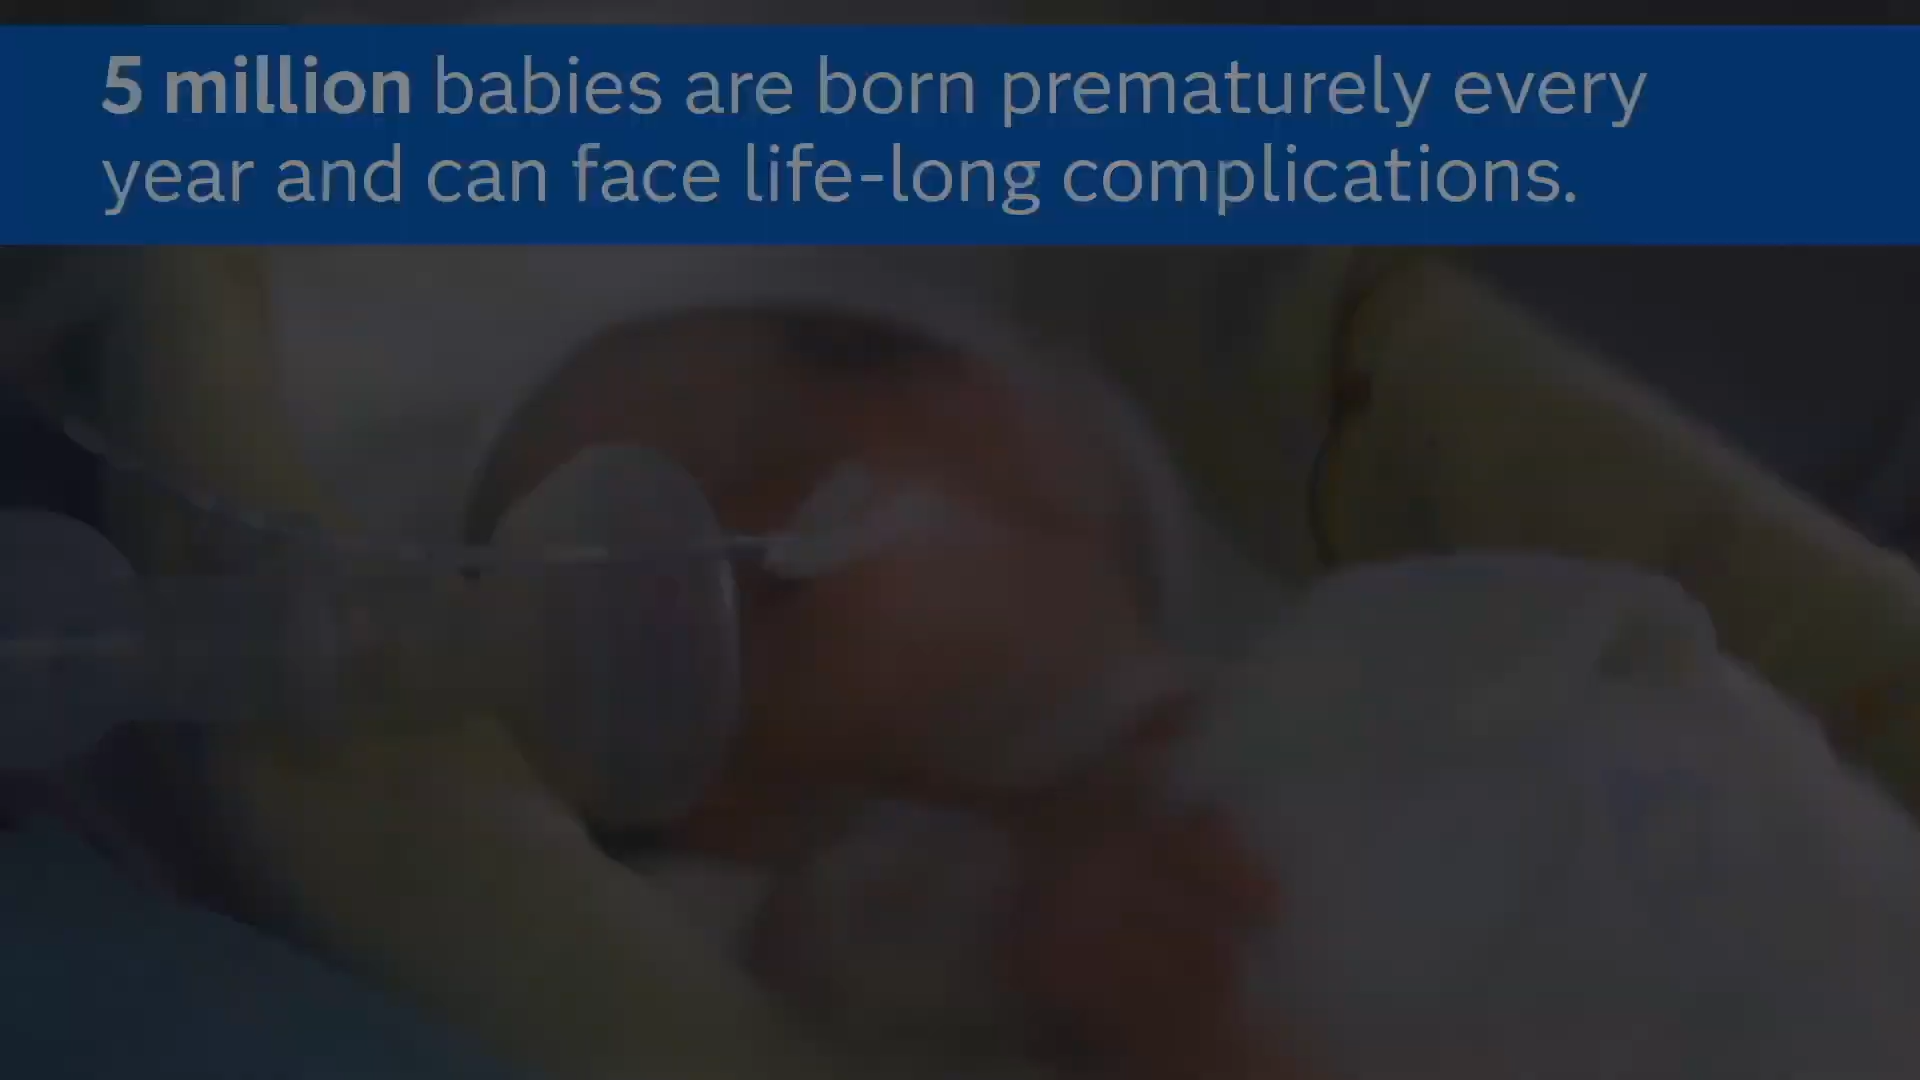 5 million babies are born prematurely every
year and can face life-long complications.